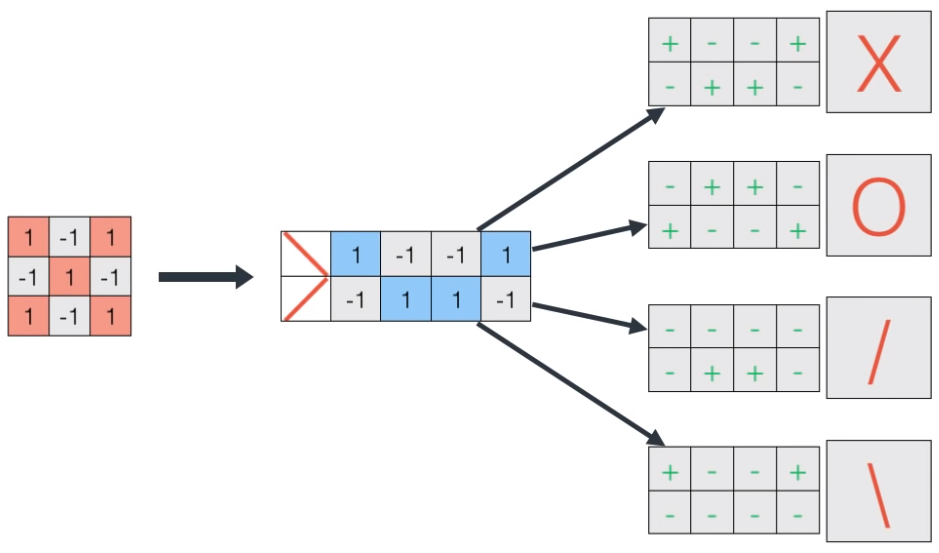 + - - +
- + + -
X
- + + -
+ - - +
O
1 -1 1
-1 1 -1
1 -1 1
\ 1 -1 -1 1
/ -1 1 1 -1
- - - -
- + + -
/
+ - - +
- - - -
\